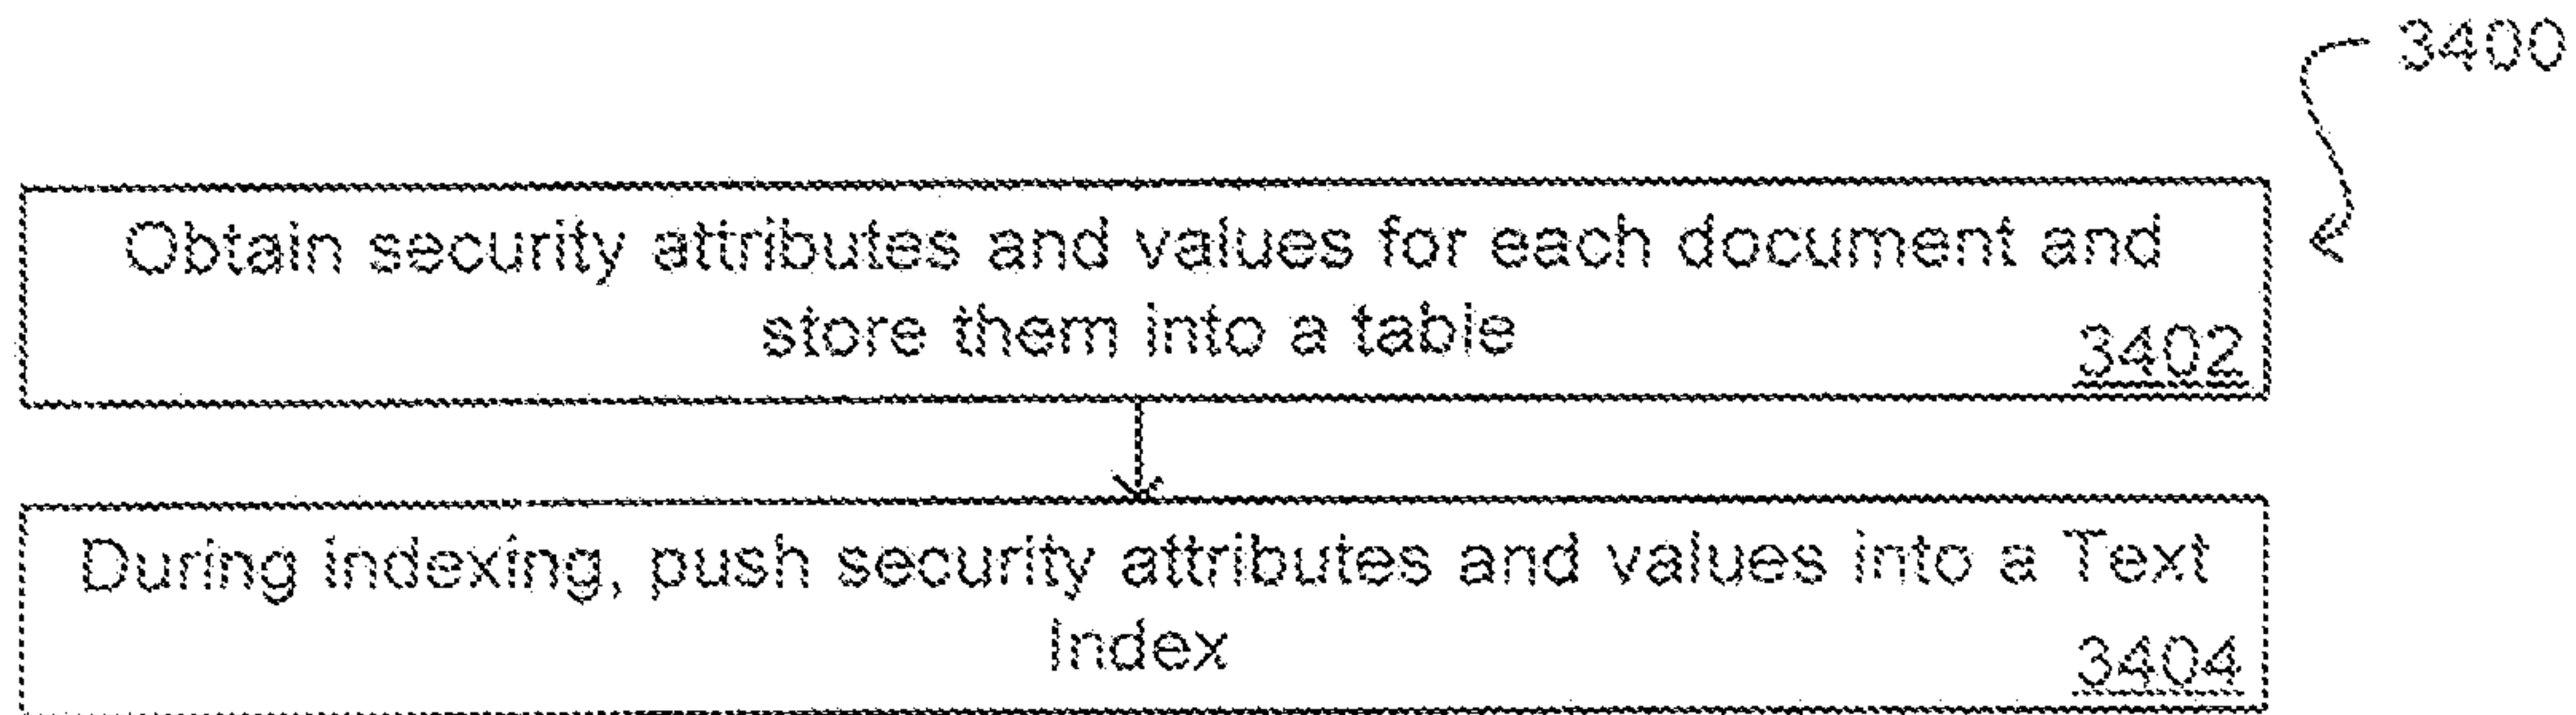 3400
Obtain security attributes and values for each document and
store them into a table
3402
During indexing, push security attributes and values into a Text
Index
3404